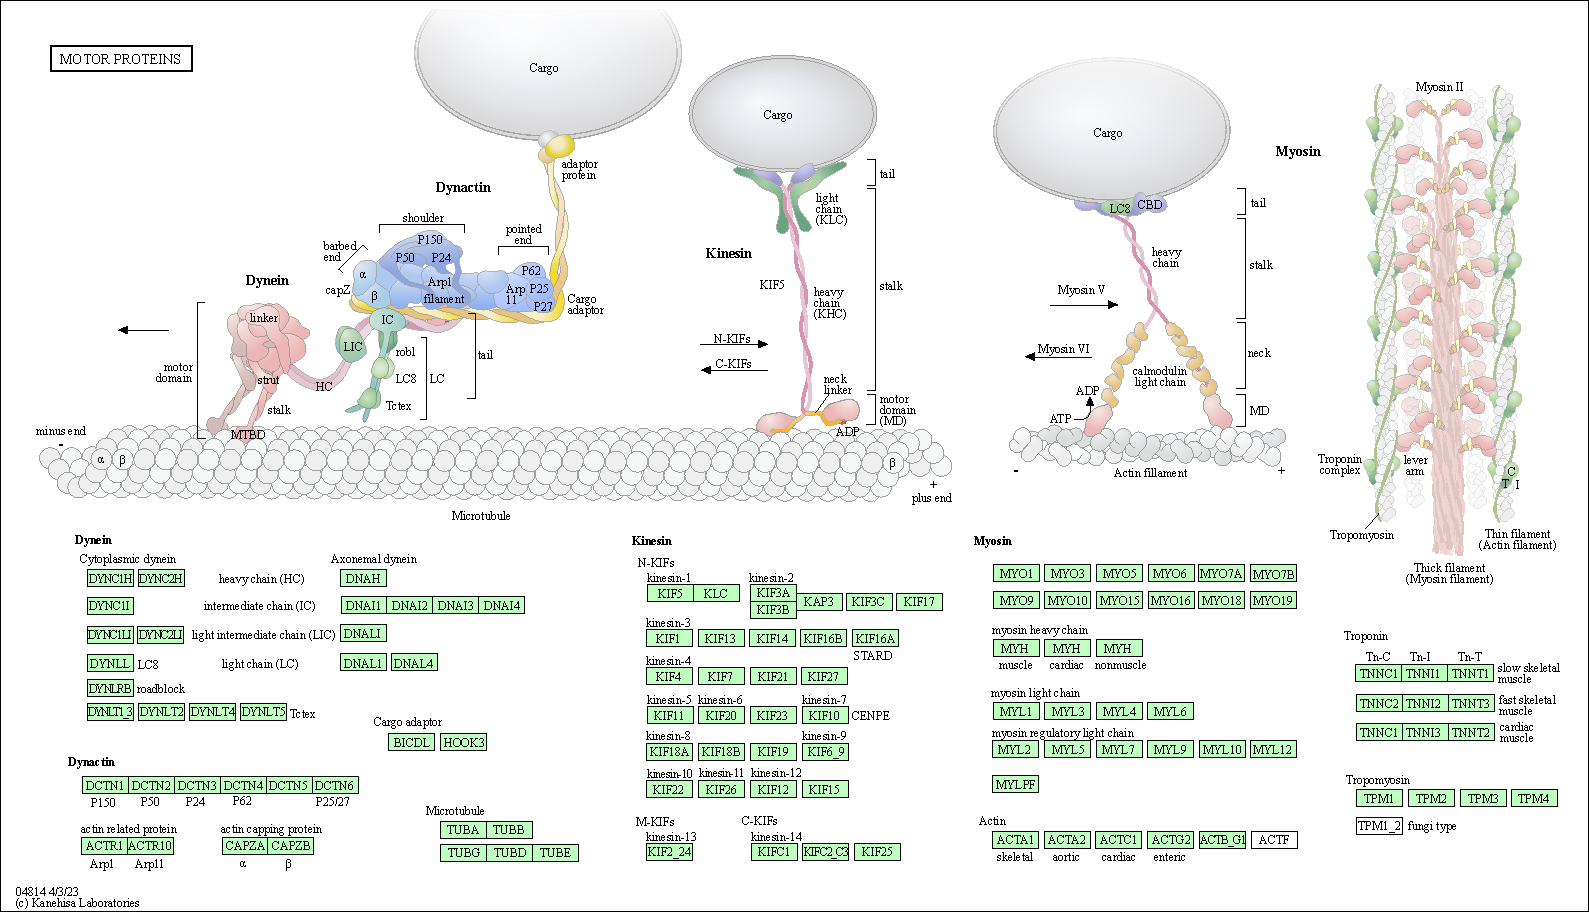 MOTOR PROTEINS
Cargo
adaptor
protein
Dynactin
shoulder
P150
P50
P24
barbed
end
α
β
capZ
Arp1
filament
pointed
end
P62
Arp
11
P25
P27
Cargo
adaptor
Dynein
linker
strut
stalk
motor
domain
MTBD
HC
LIC
IC
robl
LC8
LC
Tctex
tail
minus end
-
α
β
Microtubule
β
+
plus end
Cargo
tail
light
chain
(KLC)
Kinesin
KIF5
heavy
chain
(KHC)
stalk
N-KIFs
C-KIFs
neck
linker
motor
domain
(MD)
ADP
Cargo
LC8
CBD
tail
Myosin
heavy
chain
stalk
Myosin V
Myosin VI
neck
calmodulin
light chain
ADP
ATP
MD
-
+
Actin fillament
Myosin II
Troponin
complex
lever
arm
C
T
I
Tropomyosin
Thin filament
(Actin filament)
Thick filament
(Myosin filament)
Dynein
Cytoplasmic dynein
Axonemal dynein
DYNC1H DYNC2H heavy chain (HC) DNAH
DYNC1I intermediate chain (IC) DNAI1 DNAI2 DNAI3 DNAI4
DYNC1LI DYNC2LI light intermediate chain (LIC) DNALI
DYNLL LC8 light chain (LC) DNAL1 DNAL4
DYNLRB roadblock
DYNLT1_3 DYNLT2 DYNLT4 DYNLT5 Tctex
Cargo adaptor
BICDL HOOK3
Dynactin
DCTN1 DCTN2 DCTN3 DCTN4 DCTN5 DCTN6
P150 P50 P24 P62 P25/27
actin related protein
ACTR1 ACTR10
Arp1 Arp11
actin capping protein
CAPZA CAPZB
α β
Microtubule
TUBA TUBB
TUBG TUBD TUBE
Kinesin
N-KIFs
kinesin-1 kinesin-2
KIF5 KLC KIF3A KIF3B KAP3 KIF3C KIF17
kinesin-3
KIF1 KIF13 KIF14 KIF16B KIF16A
STARD
kinesin-4
KIF4 KIF7 KIF21 KIF27
kinesin-5 kinesin-6 kinesin-7
KIF11 KIF20 KIF23 KIF10 CENPE
kinesin-8 kinesin-9
KIF18A KIF18B KIF19 KIF6_9
kinesin-10 kinesin-11 kinesin-12
KIF22 KIF26 KIF12 KIF15
M-KIFs C-KIFs
kinesin-13 kinesin-14
KIF2_24 KIFC1 KIFC2_C3 KIF25
Myosin
MYO1 MYO3 MYO5 MYO6 MYO7A MYO7B
MYO9 MYO10 MYO15 MYO16 MYO18 MYO19
myosin heavy chain
MYH MYH MYH
muscle cardiac nonmuscle
myosin light chain
MYL1 MYL3 MYL4 MYL6
myosin regulatory light chain
MYL2 MYL5 MYL7 MYL9 MYL10 MYL12
MYLPF
Actin
ACTA1 ACTA2 ACTC1 ACTG2 ACTB_G1 ACTF
skeletal aortic cardiac enteric
Troponin
Tn-C Tn-I Tn-T
TNNC1 TNNI1 TNNT1 slow skeletal
muscle
TNNC2 TNNI2 TNNT3 fast skeletal
muscle
TNNC1 TNNI3 TNNT2 cardiac
muscle
Tropomyosin
TPM1 TPM2 TPM3 TPM4
TPM1_2 fungi type
04814 4/3/23
(c) Kanehisa Laboratories